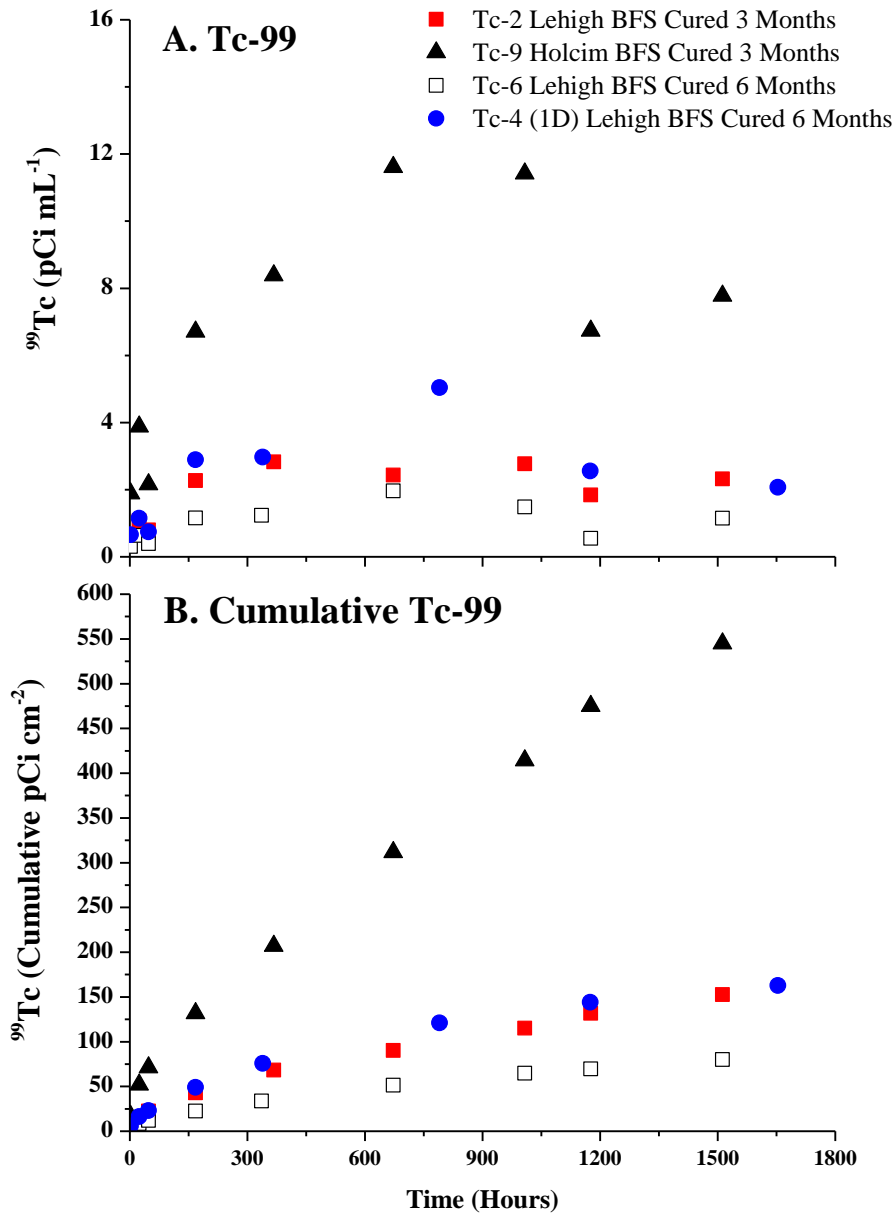 A. Tc-99
Tc-2 Lehigh BFS Cured 3 Months
Tc-9 Holcim BFS Cured 3 Months
Tc-6 Lehigh BFS Cured 6 Months
Tc-4 (1D) Lehigh BFS Cured 6 Months
⁹⁹Tc (pCi mL⁻¹)
16
12
8
4
0
B. Cumulative Tc-99
⁹⁹Tc (Cumulative pCi cm⁻²)
600
550
500
450
400
350
300
250
200
150
100
50
0
0 300 600 900 1200 1500 1800
Time (Hours)